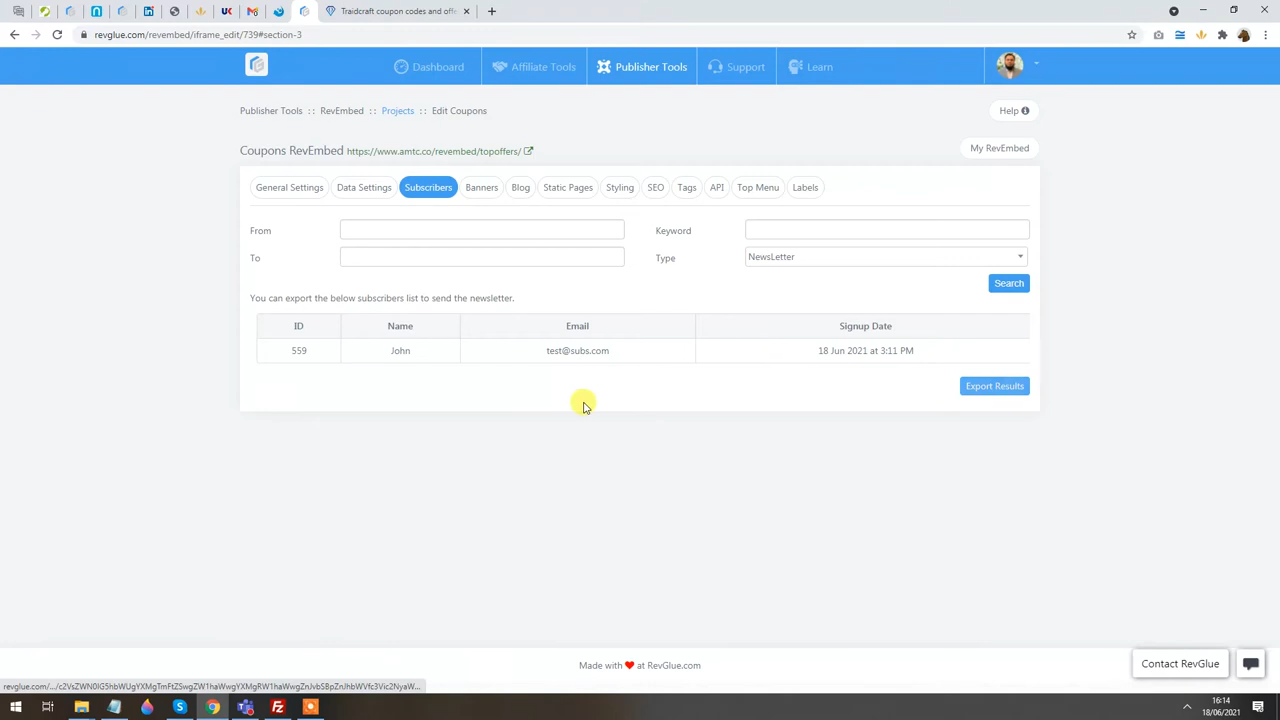 Traidcraft coupon codes and offe
revglue.com/revembed/iframe_edit/739#section-3
Dashboard
Affiliate Tools
Publisher Tools
Support
Learn
Publisher Tools :: RevEmbed :: Projects :: Edit Coupons
Help
Coupons RevEmbed https://www.amtc.co/revembed/topoffers/
My RevEmbed
General Settings
Data Settings
Subscribers
Banners
Blog
Static Pages
Styling
SEO
Tags
API
Top Menu
Labels
From
Keyword
To
Type
NewsLetter
Search
You can export the below subscribers list to send the newsletter.
ID Name Email Signup Date
559 John test@subs.com 18 Jun 2021 at 3:11 PM
Export Results
Made with ❤ at RevGlue.com
Contact RevGlue
revglue.com/.../c2VsZWN0IG5hbWUgYXMgTmFtZSwgZW1haWwgYXMgRW1haWwgZnJvbSBpZnJhbWVfc3Vic2NyaW...
16:14
18/06/2021